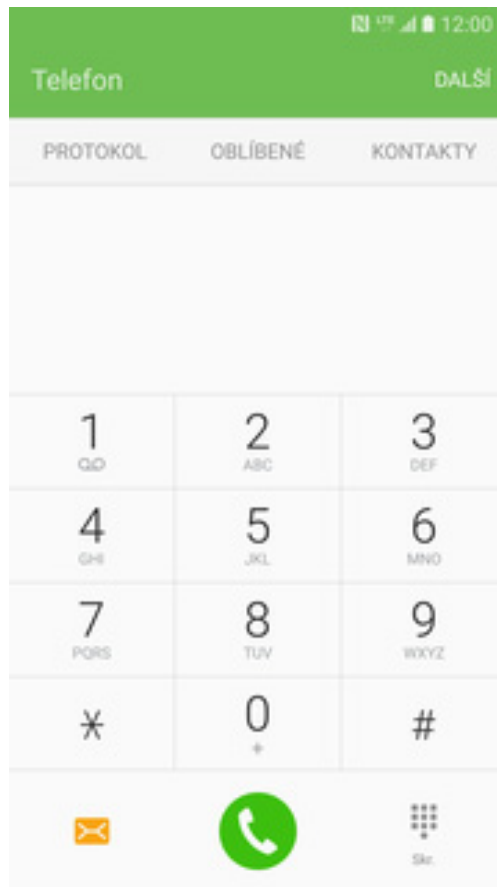 LTE 12:00
Telefon DALŠÍ
PROTOKOL OBLÍBENÉ KONTAKTY
1 2 3
ABC DEF
4 5 6
GHI JKL MNO
7 8 9
PQRS TUV WXYZ
* 0 #
+
Skr.